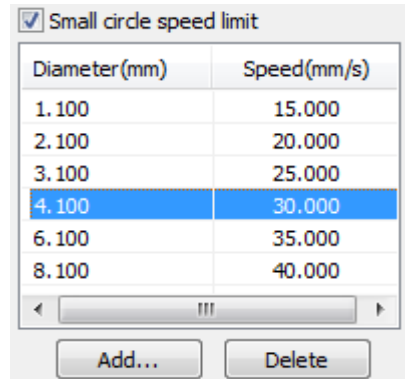 Small circle speed limit
Diameter(mm) Speed(mm/s)
1.100 15.000
2.100 20.000
3.100 25.000
4.100 30.000
6.100 35.000
8.100 40.000
Add... Delete